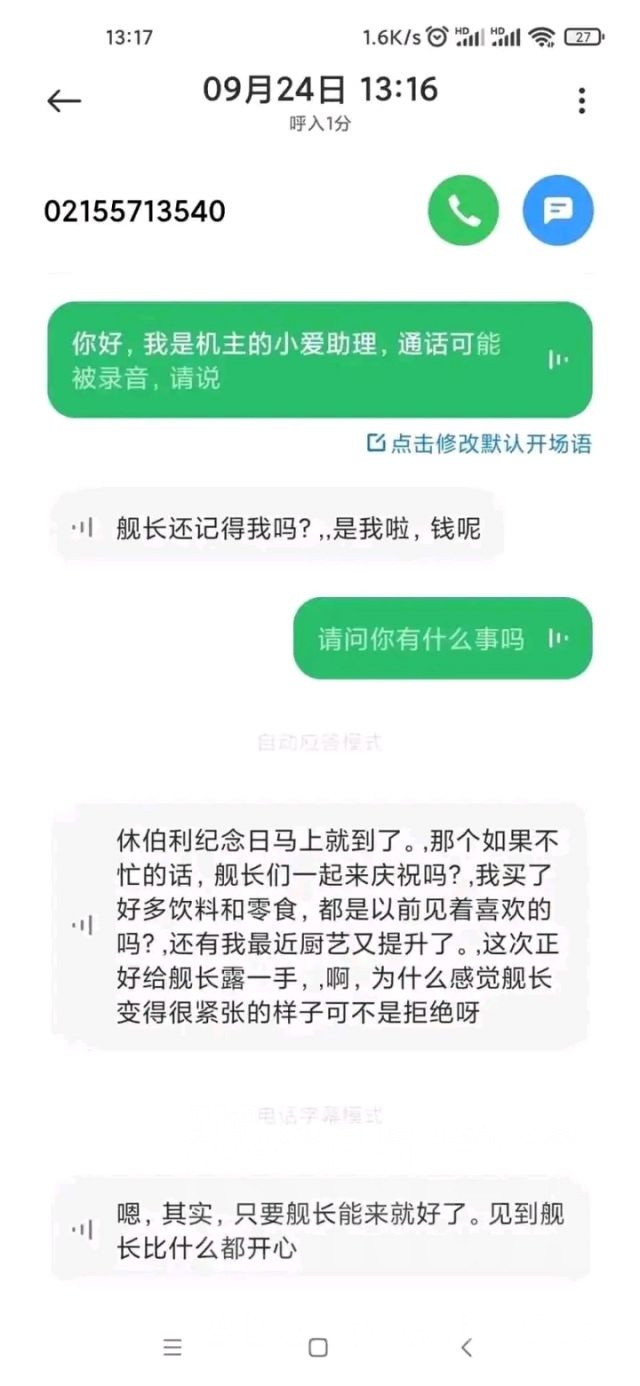 13:17
1.6K/s HD HD 27
09月24日 13:16
呼入1分
02155713540
你好，我是机主的小爱助理，通话可能
被录音，请说
点击修改默认开场语
舰长还记得我吗？,,是我啦，钱呢
请问你有什么事吗
自动应答模式
休伯利纪念日马上就到了。,那个如果不
忙的话，舰长们一起来庆祝吗？,我买了
好多饮料和零食，都是以前见着喜欢的
吗？,还有我最近厨艺又提升了。,这次正
好给舰长露一手，,啊，为什么感觉舰长
变得很紧张的样子可不是拒绝呀
电话字幕模式
嗯，其实，只要舰长能来就好了。见到舰
长比什么都开心